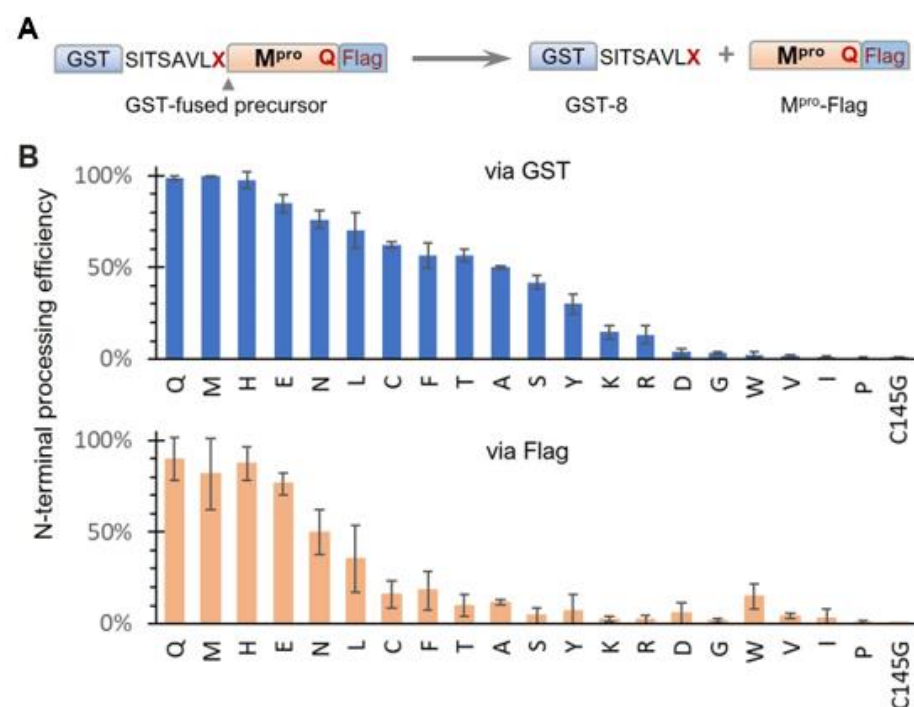 A
GST SITSAVLX Mpro Q Flag
GST SITSAVLX + Mpro Q Flag
GST-fused precursor
GST-8
Mpro-Flag
B
N-terminal processing efficiency
via GST
100%
50%
0%
Q M H E N L C F T A S Y K R D G W V I P C145G
via Flag
100%
50%
0%
Q M H E N L C F T A S Y K R D G W V I P C145G